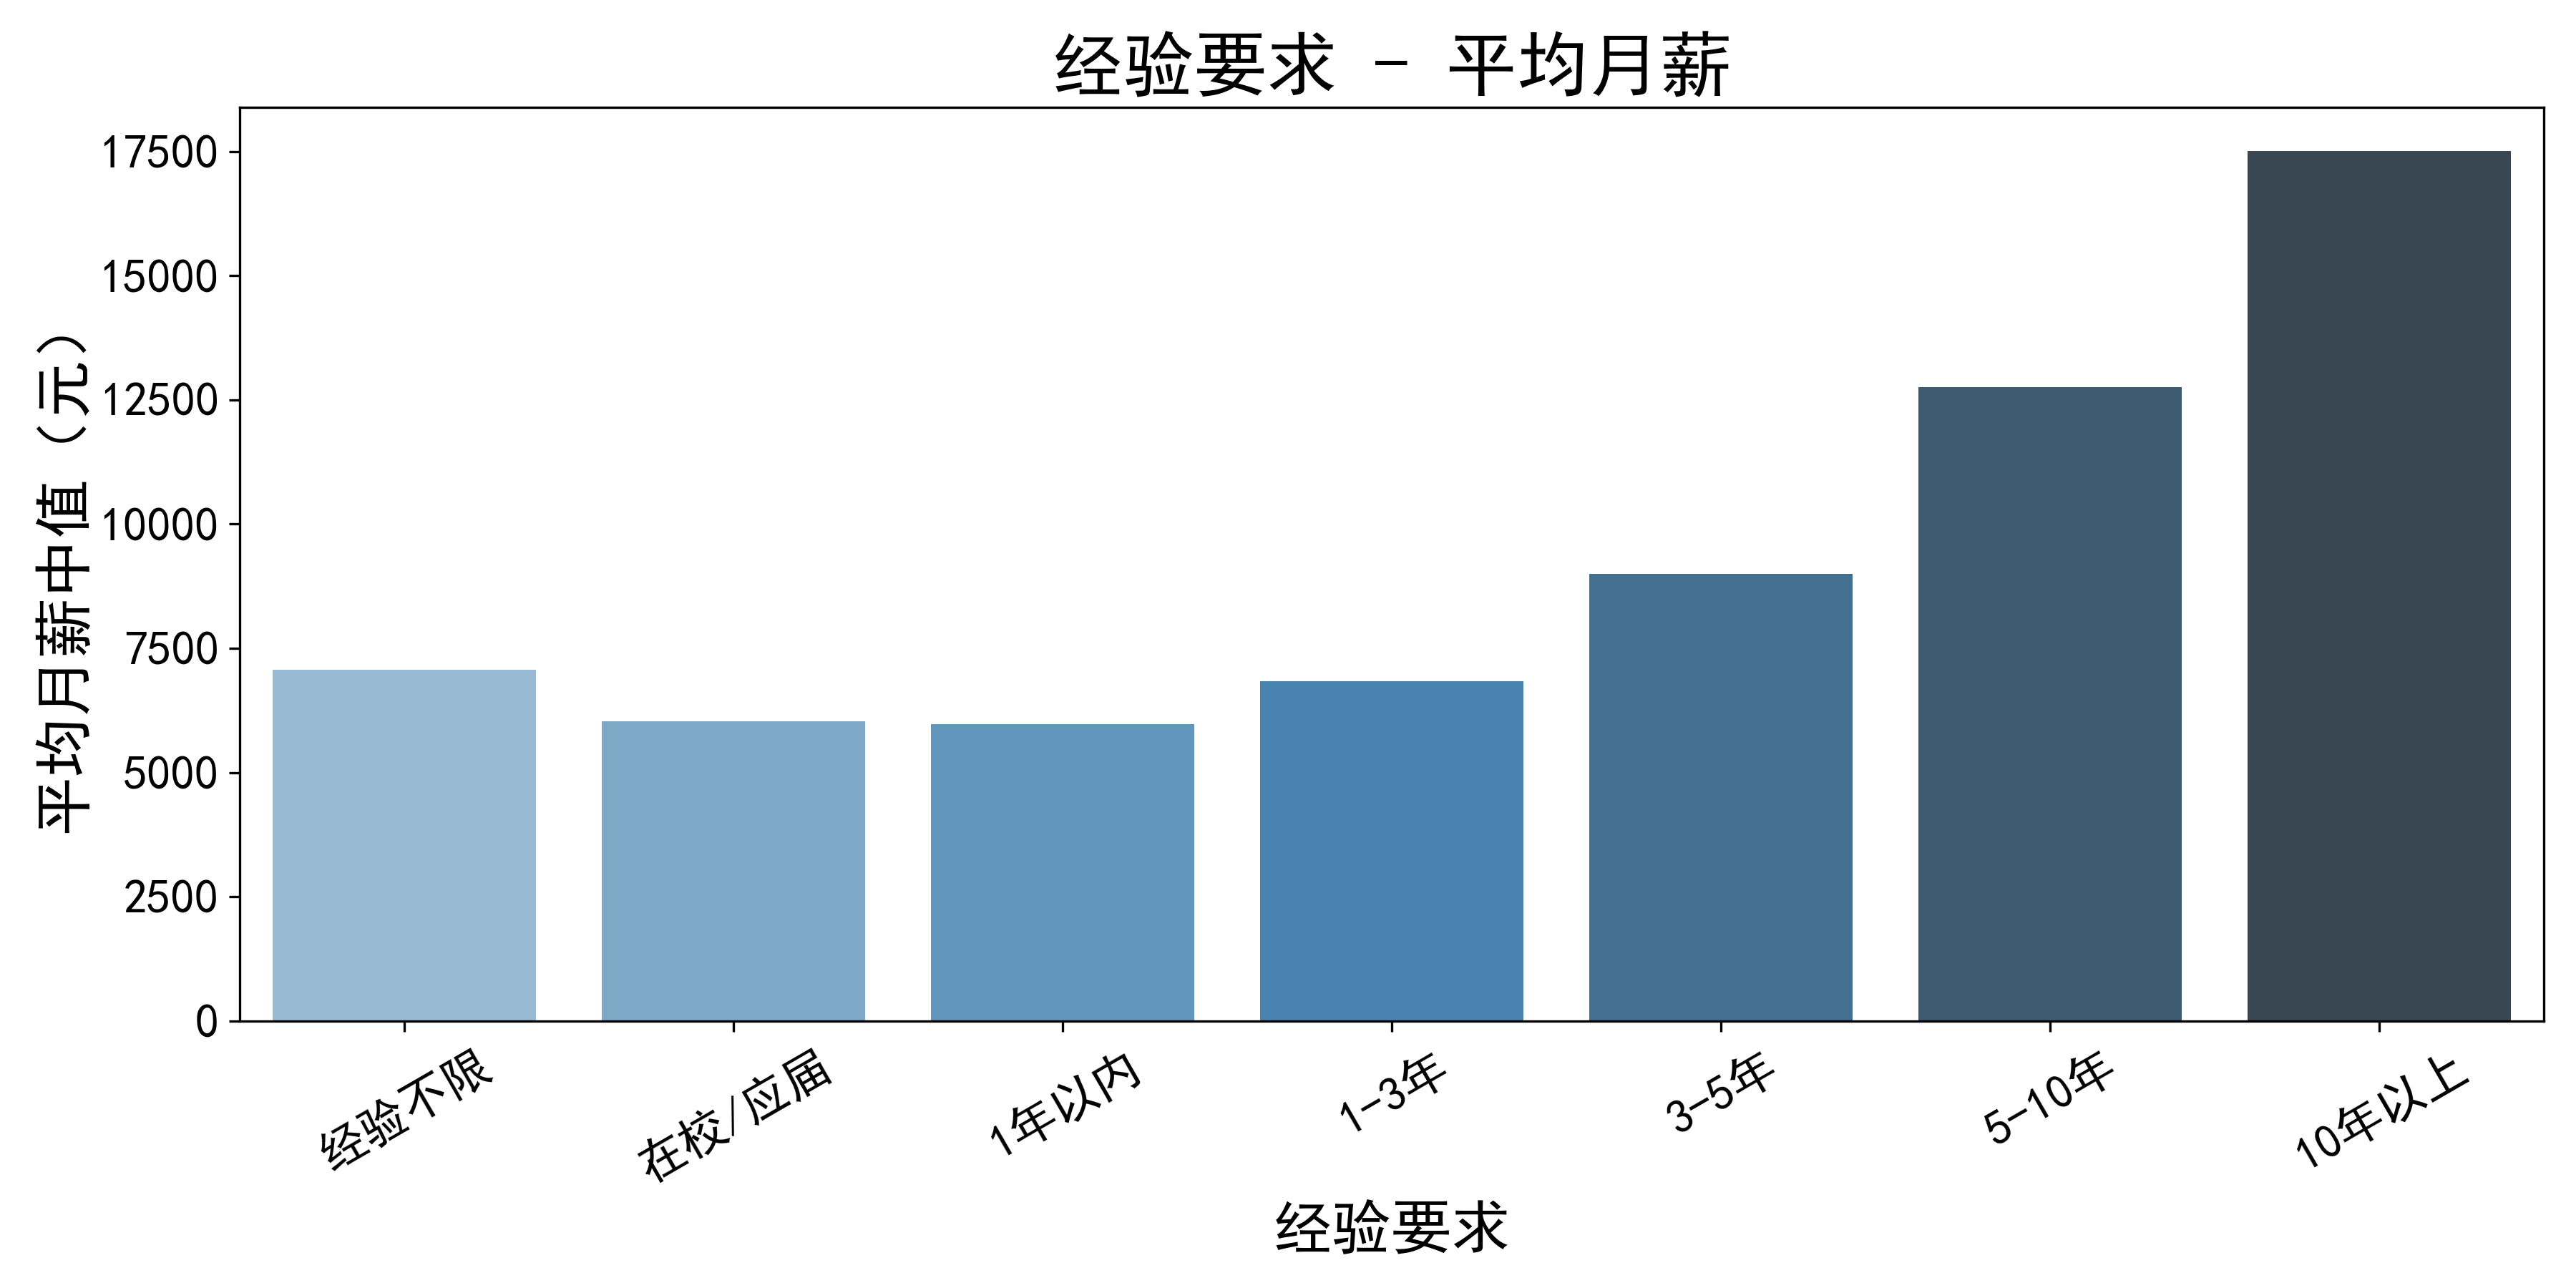 经验要求 - 平均月薪
平均月薪中值（元）
17500
15000
12500
10000
7500
5000
2500
0
经验不限
在校/应届
1年以内
1-3年
3-5年
5-10年
10年以上
经验要求